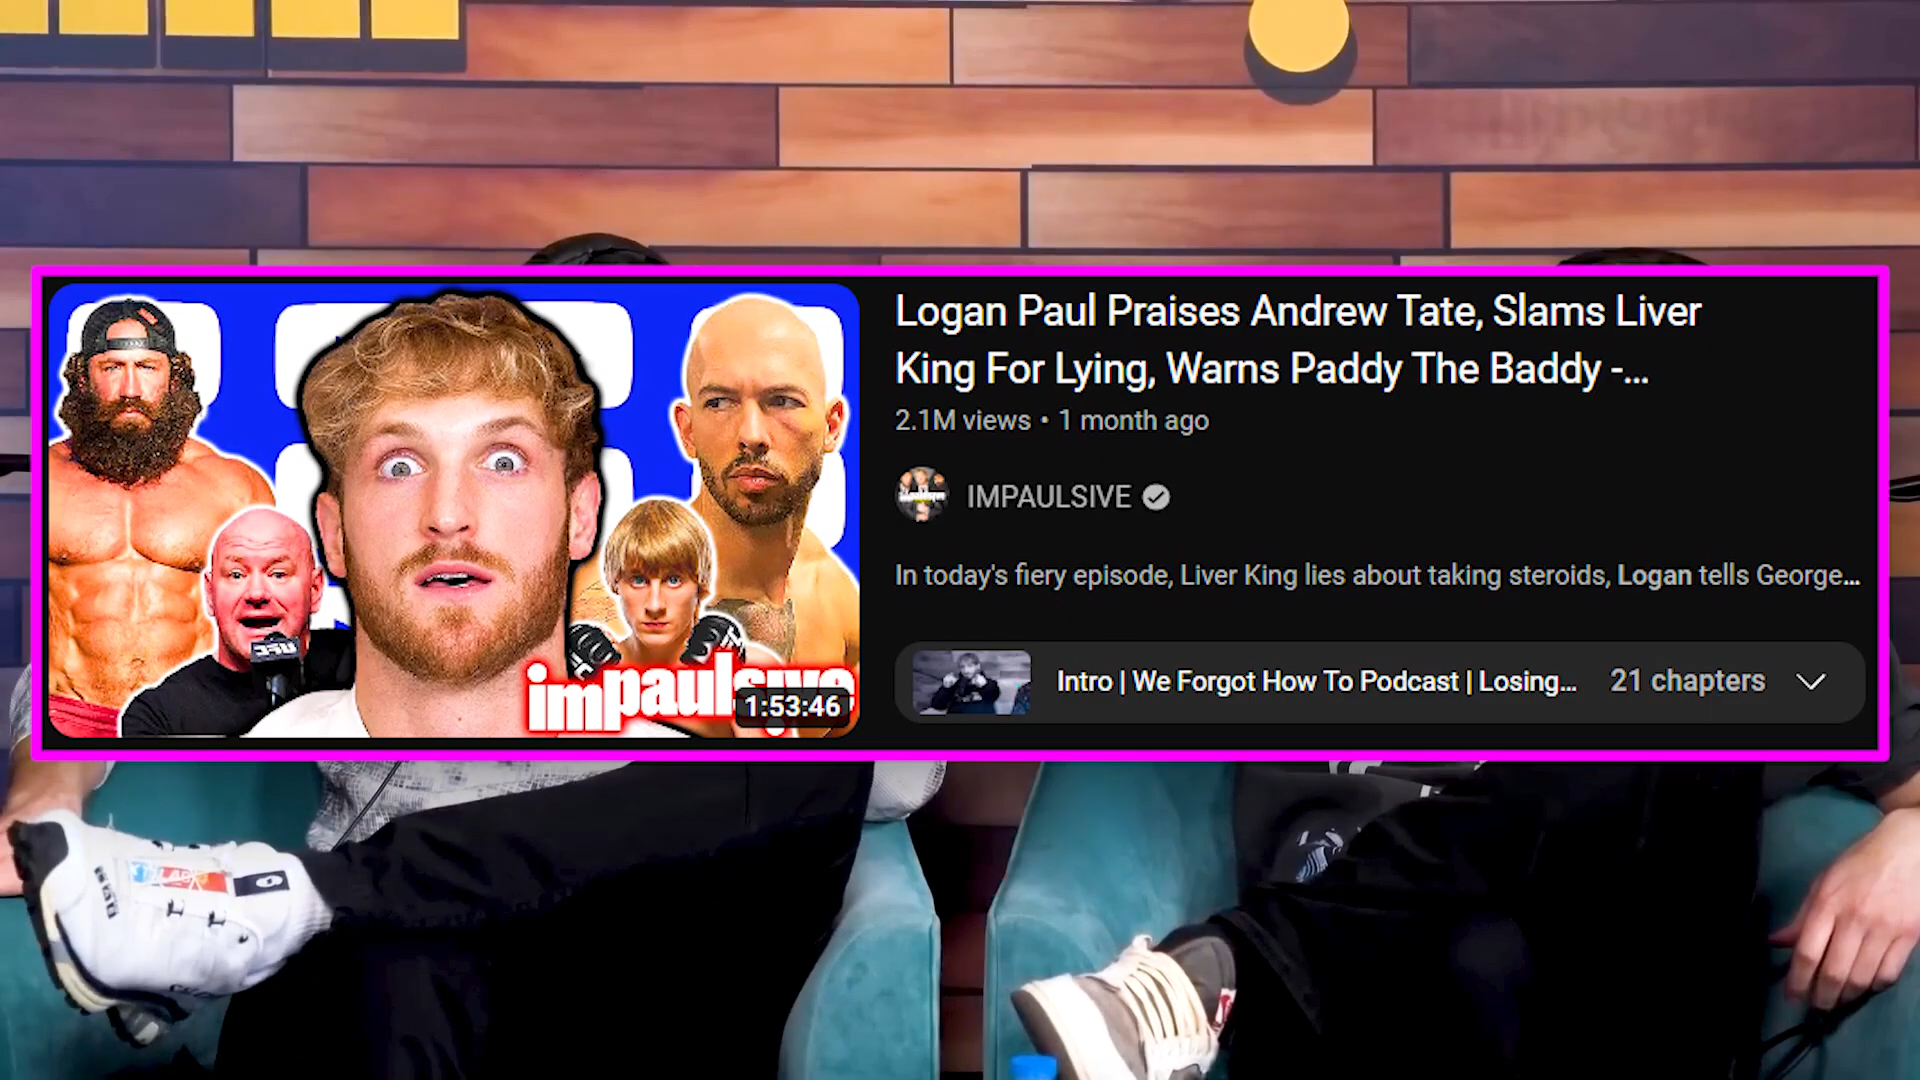 Logan Paul Praises Andrew Tate, Slams Liver
King For Lying, Warns Paddy The Baddy -...
2.1M views • 1 month ago
IMPAULSIVE
In today's fiery episode, Liver King lies about taking steroids, Logan tells George...
Intro | We Forgot How To Podcast | Losing... 21 chapters
impaulsive
1:53:46
UFC